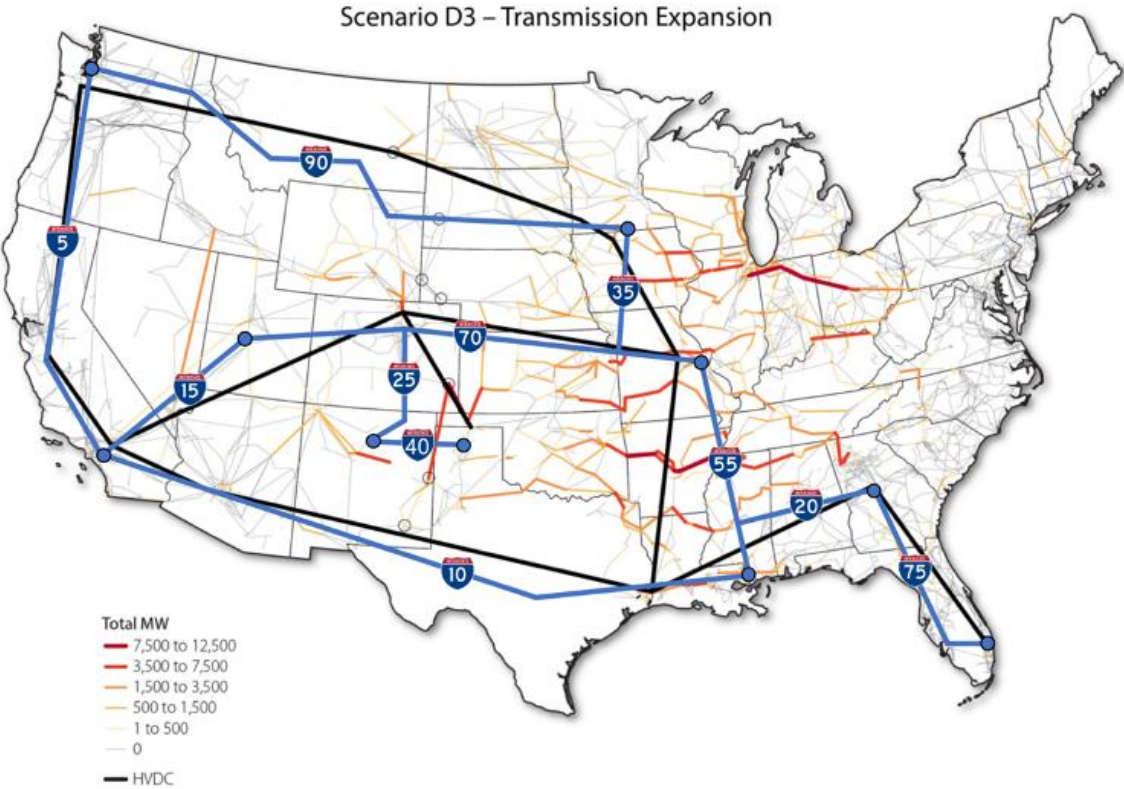 Scenario D3 – Transmission Expansion
90
5
35
70
15
25
40
55
20
10
75
Total MW
7,500 to 12,500
3,500 to 7,500
1,500 to 3,500
500 to 1,500
1 to 500
0
HVDC